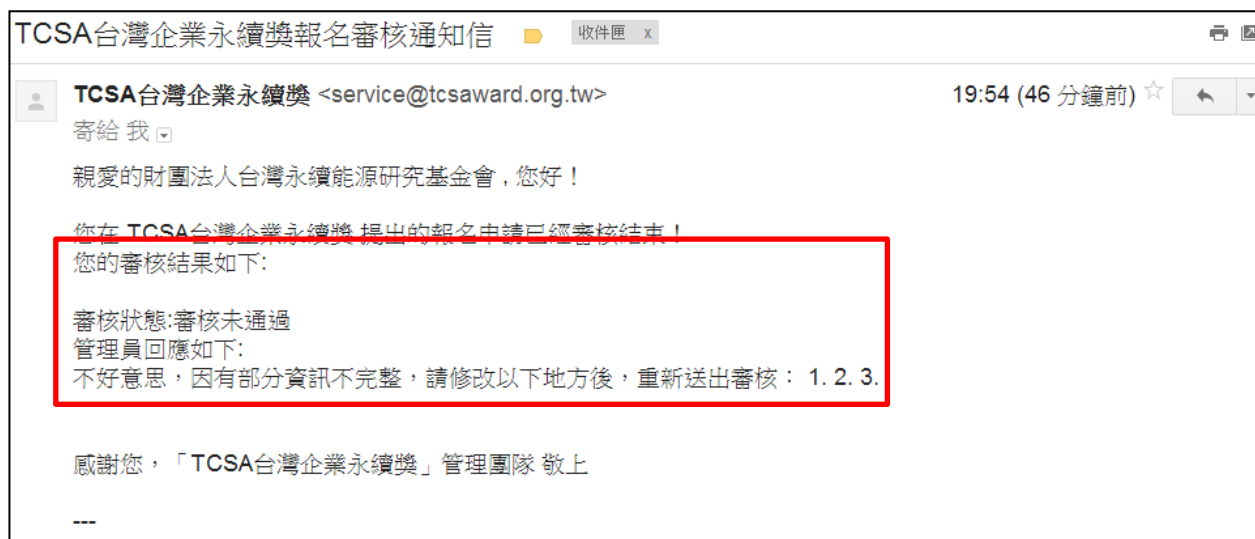 TCSA台灣企業永續獎報名審核通知信 收件匣 x
TCSA台灣企業永續獎 <service@tcsaward.org.tw> 19:54 (46 分鐘前)
寄給 我
親愛的財團法人台灣永續能源研究基金會 , 您好！
您在 TCSA台灣企業永續獎 提出的報名申請已經審核結束！
您的審核結果如下:
審核狀態:審核未通過
管理員回應如下:
不好意思，因有部分資訊不完整，請修改以下地方後，重新送出審核： 1. 2. 3.
感謝您，「TCSA台灣企業永續獎」管理團隊 敬上
---